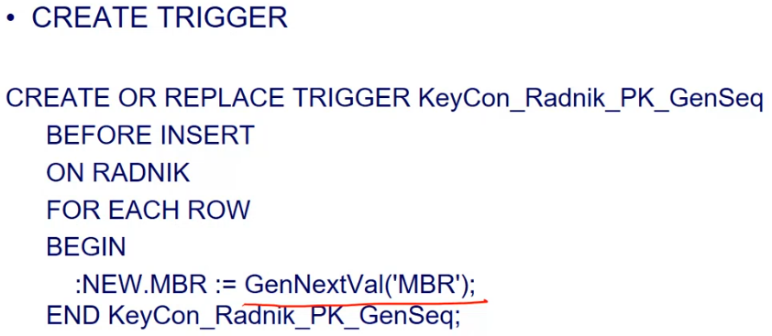 • CREATE TRIGGER
CREATE OR REPLACE TRIGGER KeyCon_Radnik_PK_GenSeq
BEFORE INSERT
ON RADNIK
FOR EACH ROW
BEGIN
:NEW.MBR := GenNextVal('MBR');
END KeyCon_Radnik_PK_GenSeq;